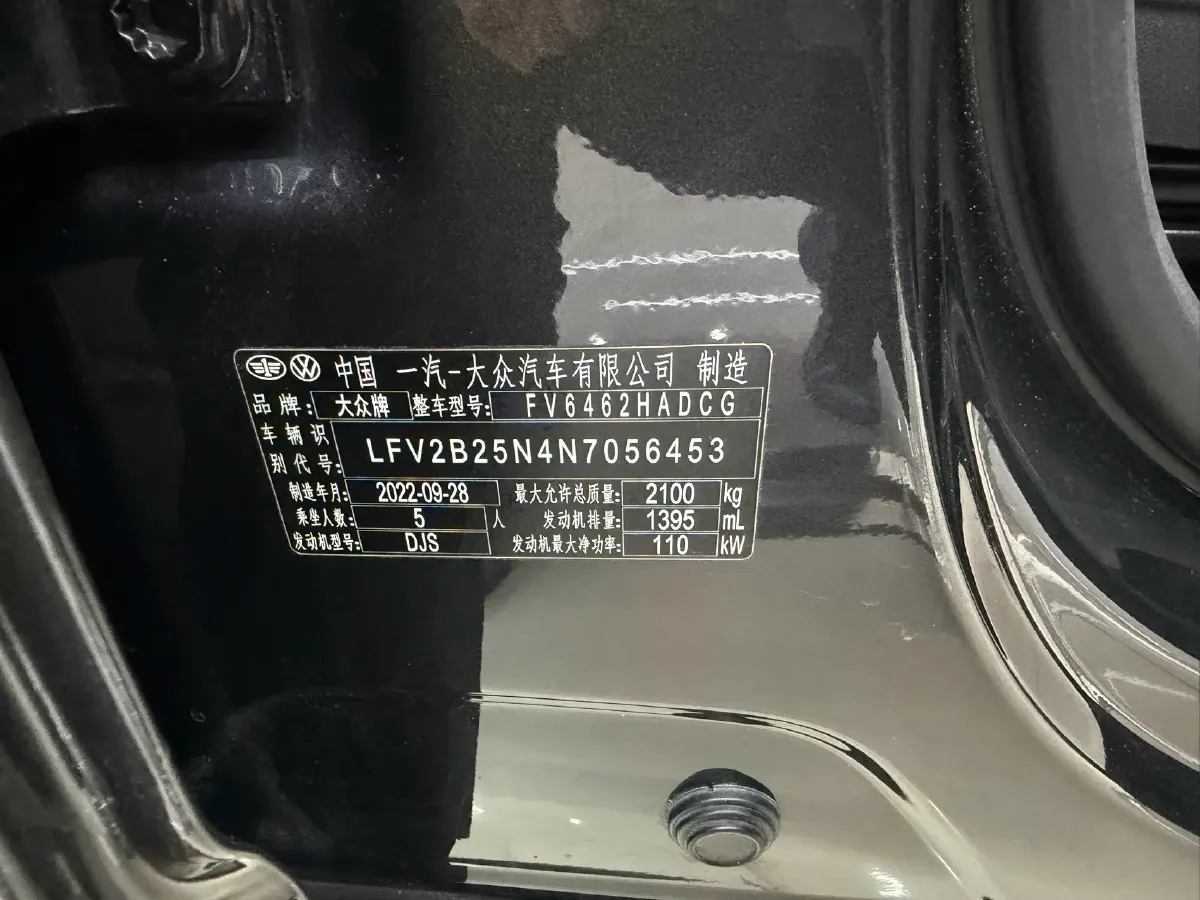 中国 一汽-大众汽车有限公司 制造
品牌: 大众牌 整车型号: FV6462HADCG
车辆识别代号: LFV2B25N4N7056453
制造年月: 2022-09-28 最大允许总质量: 2100 kg
乘坐人数: 5 人 发动机排量: 1395 mL
发动机型号: DJS 发动机最大净功率: 110 kW